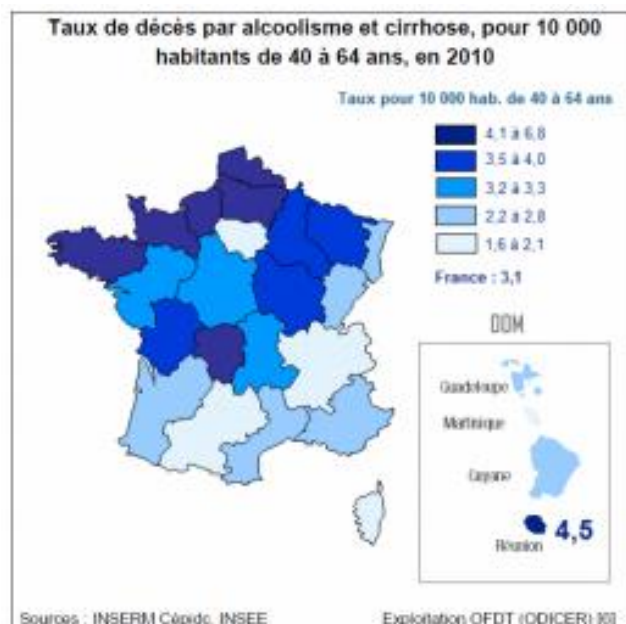 Taux de décès par alcoolisme et cirrhose, pour 10 000
habitants de 40 à 64 ans, en 2010
Taux pour 10 000 hab. de 40 à 64 ans
4,1 à 6,8
3,5 à 4,0
3,2 à 3,3
2,2 à 2,8
1,6 à 2,1
France : 3,1
DOM
Guadeloupe
Martinique
Guyane
4,5
Réunion
Sources : INSERM Cépidc, INSEE
Exploitation OFDT (ODICER) [6]